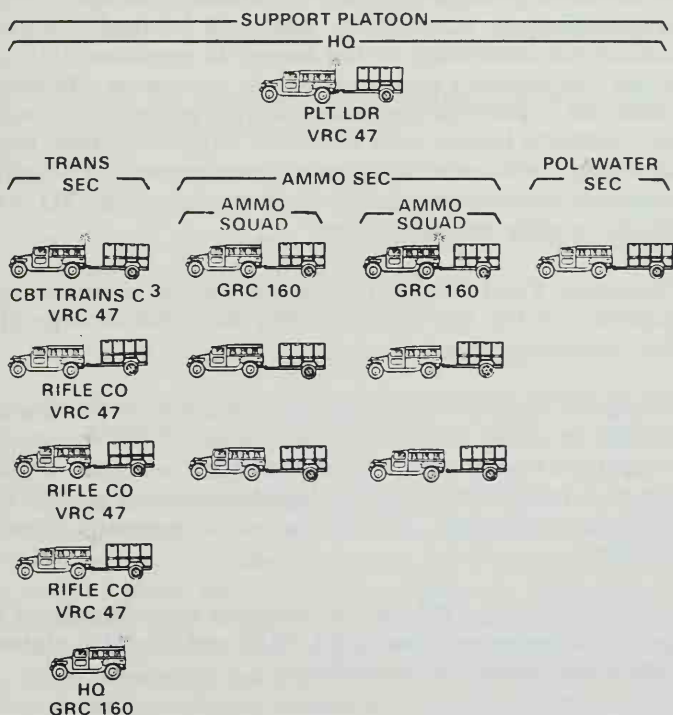 SUPPORT PLATOON
HQ
PLT LDR
VRC 47
TRANS
SEC
AMMO SEC
POL WATER
SEC
AMMO
SQUAD
AMMO
SQUAD
CBT TRAINS C 3
VRC 47
GRC 160
GRC 160
RIFLE CO
VRC 47
RIFLE CO
VRC 47
RIFLE CO
VRC 47
HQ
GRC 160